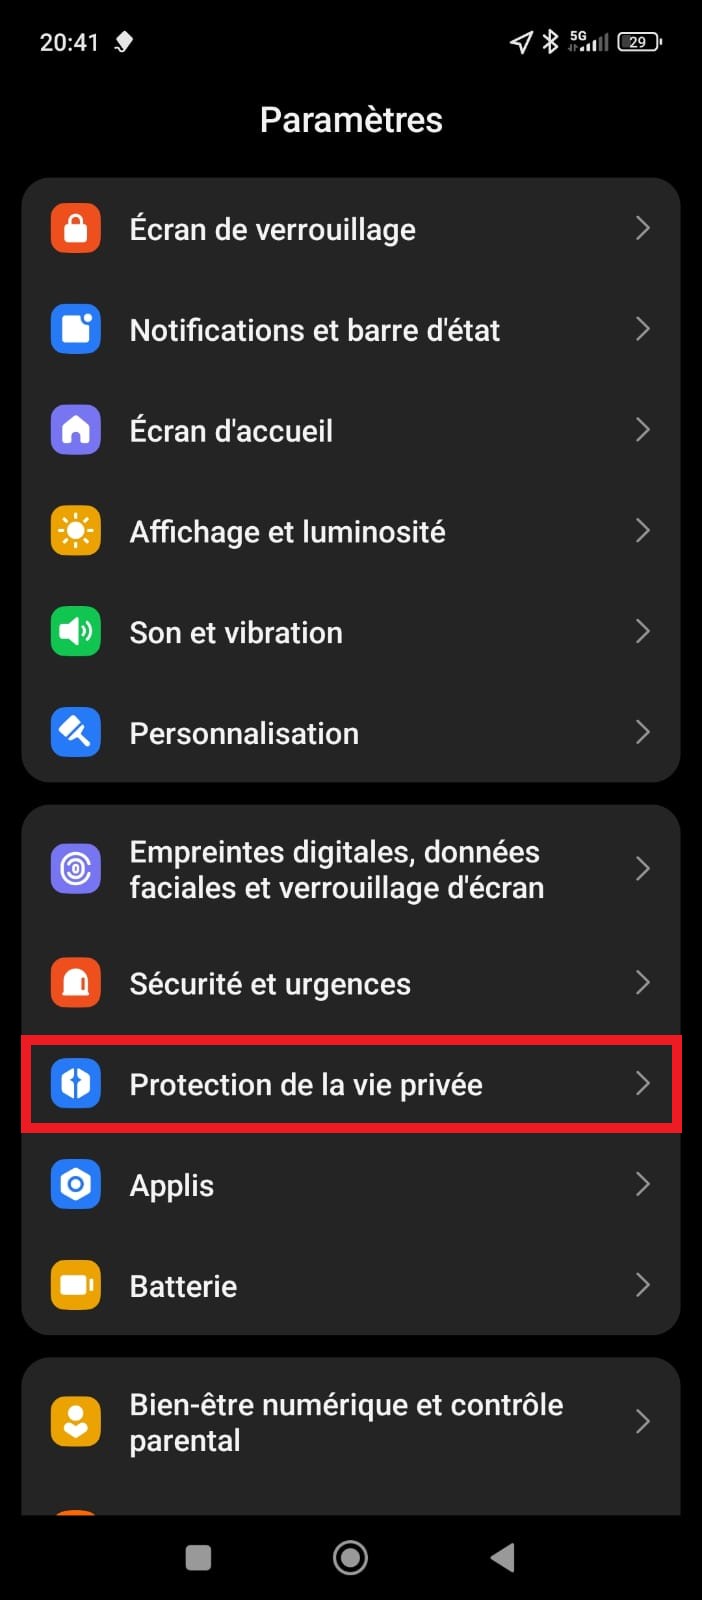 20:41
5G
29
Paramètres
Écran de verrouillage
Notifications et barre d'état
Écran d'accueil
Affichage et luminosité
Son et vibration
Personnalisation
Empreintes digitales, données
faciales et verrouillage d'écran
Sécurité et urgences
Protection de la vie privée
Applis
Batterie
Bien-être numérique et contrôle
parental